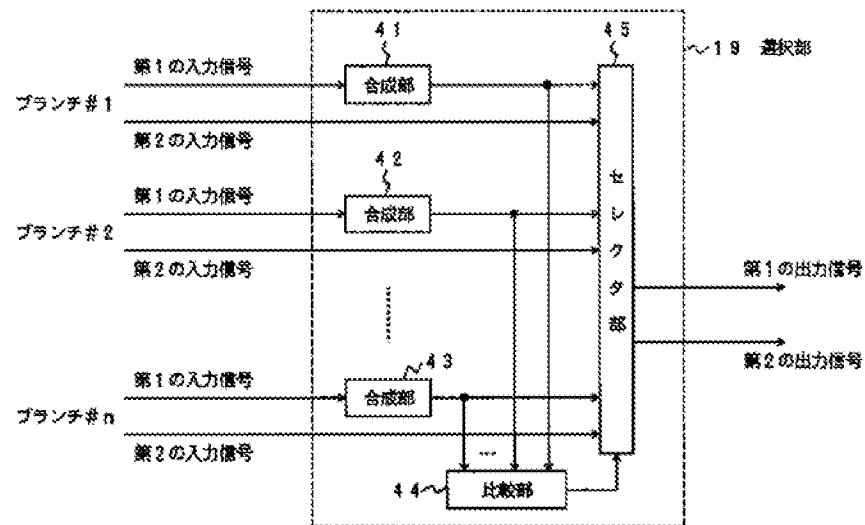 41
45
19 選択部
第1の入力信号
合成部
ブランチ#1
第2の入力信号
42
第1の入力信号
合成部
ブランチ#2
第2の入力信号
セレクタ部
第1の出力信号
第2の出力信号
43
第1の入力信号
合成部
ブランチ#n
第2の入力信号
44
比較部